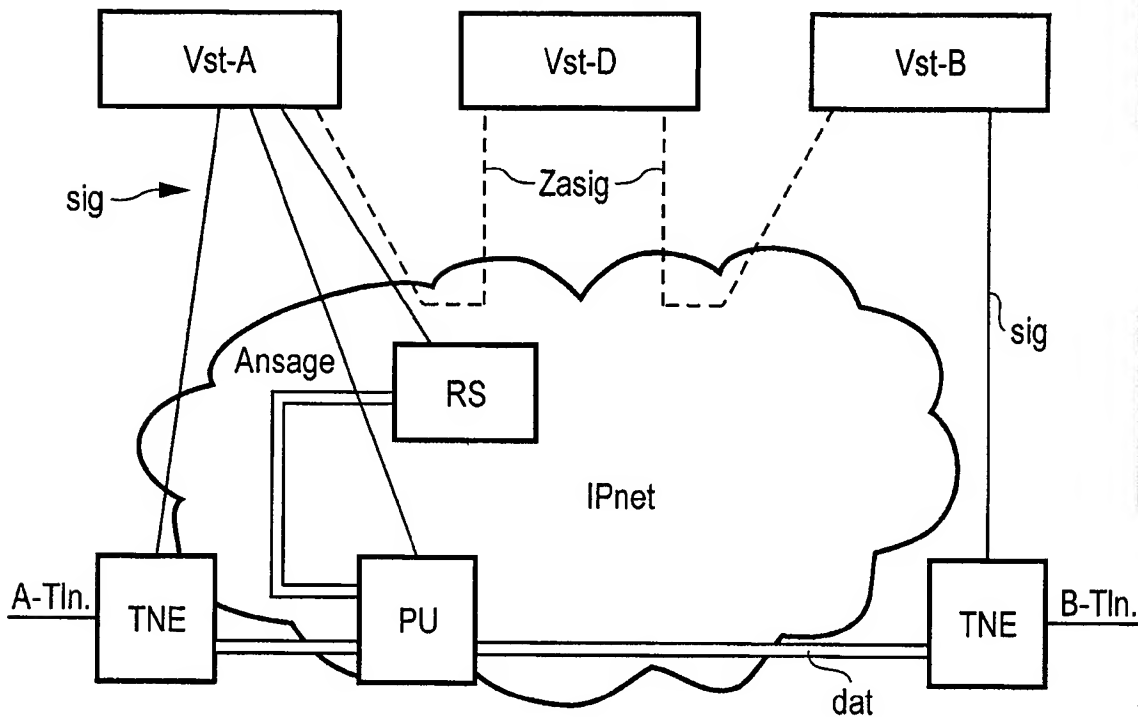 Vst-A
Vst-D
Vst-B
sig
Zasig
sig
Ansage
RS
IPnet
A-Tln.
TNE
PU
TNE
B-Tln.
dat